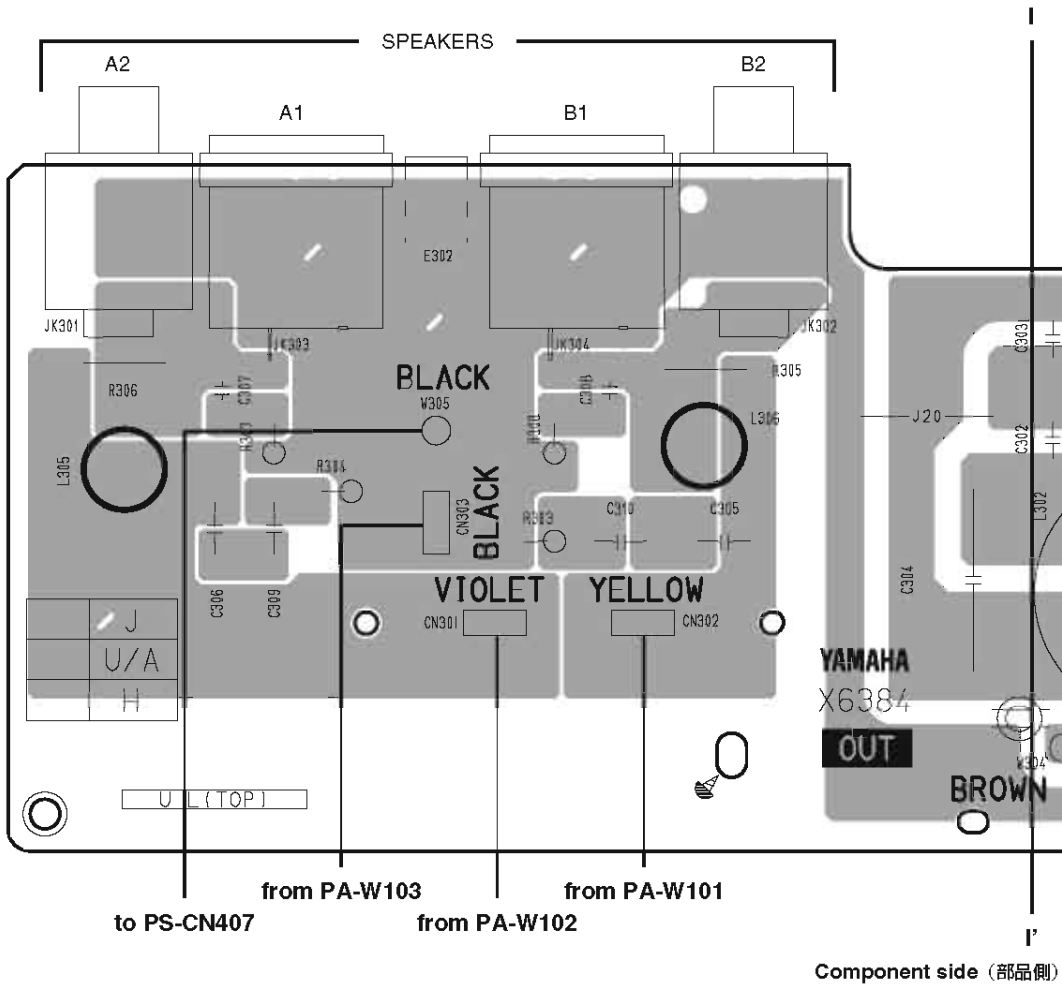 I
SPEAKERS
A2
B2
A1
B1
E302
JK301
JK303
JK304
JK302
C303
R306
C307
BLACK
C308
R305
W305
J20
L306
C302
L305
R304
CN303
BLACK
L302
R303
C310
C305
C304
C306
C309
VIOLET
YELLOW
CN301
CN302
J
U/A
H
YAMAHA
X6384
OUT
W304
BROWN
U L(TOP)
from PA-W103
from PA-W101
to PS-CN407
from PA-W102
I’
Component side（部品側）